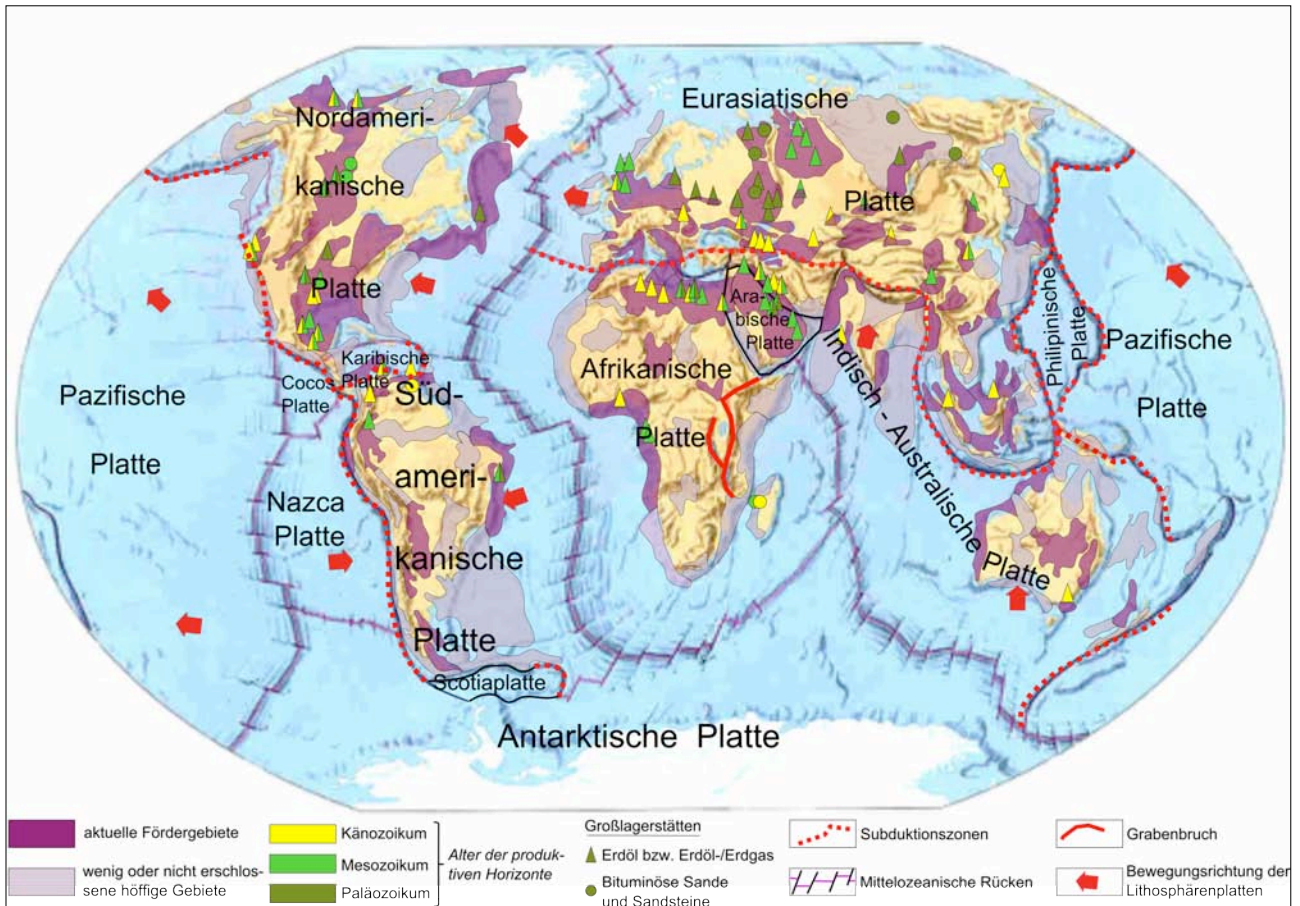 Nordameri-
kanische
Platte
Eurasiatische
Platte
Ara-
bische
Platte
Afrikanische
Platte
Karibische
Platte
Cocos
Platte
Süd-
ameri-
kanische
Platte
Pazifische
Platte
Nazca
Platte
Indisch - Australische Platte
Philipinische
Platte
Pazifische
Platte
Scotiaplatte
Antarktische Platte
aktuelle Fördergebiete
wenig oder nicht erschlos-
sene höffige Gebiete
Känozoikum
Mesozoikum
Paläozoikum
Alter der produk-
tiven Horizonte
Großlagerstätten
Erdöl bzw. Erdöl-/Erdgas
Bituminöse Sande
und Sandsteine
Subduktionszonen
Mittelozeanische Rücken
Grabenbruch
Bewegungsrichtung der
Lithosphärenplatten